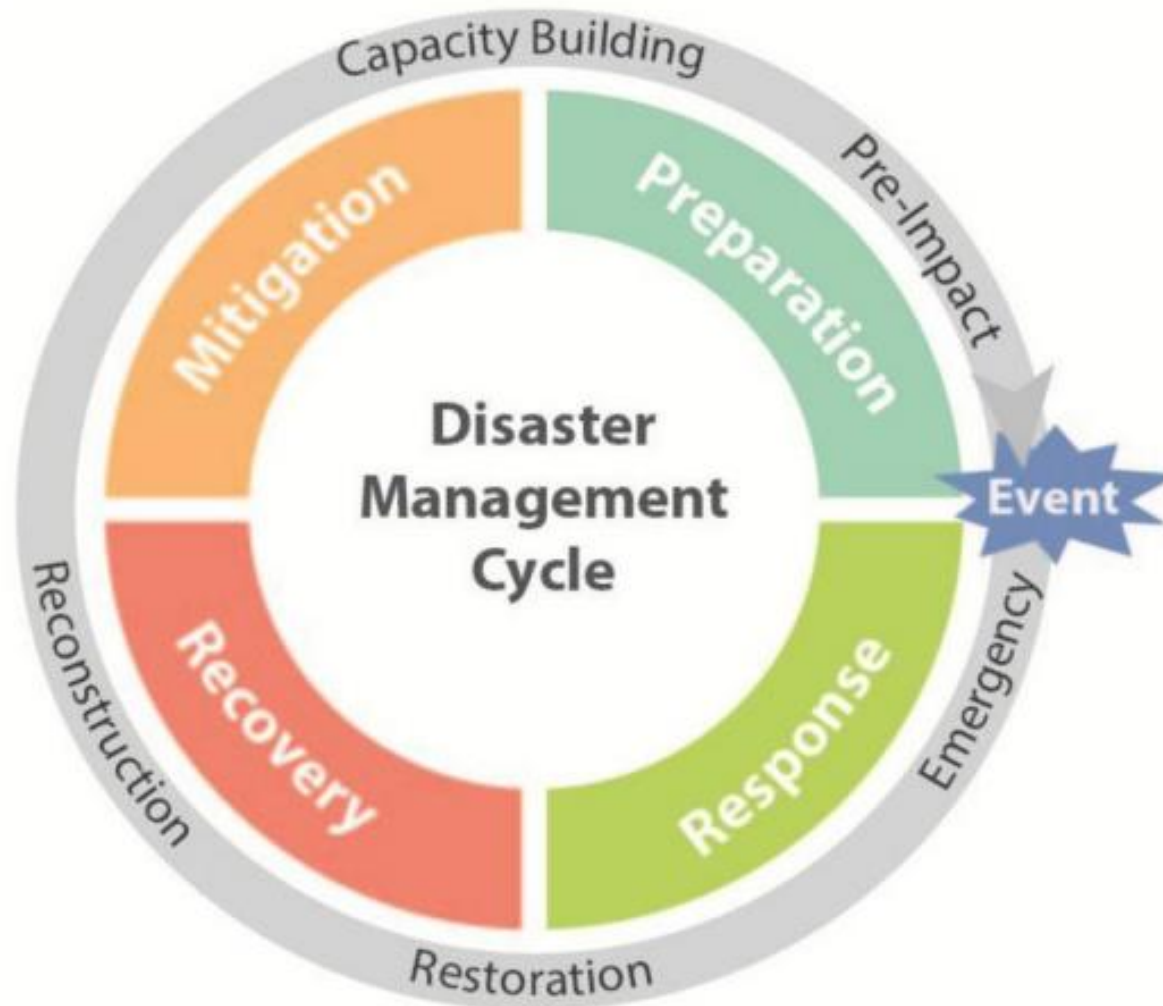 Capacity Building
Pre-Impact
Mitigation
Preparation
Disaster
Management
Cycle
Event
Reconstruction
Recovery
Response
Emergency
Restoration